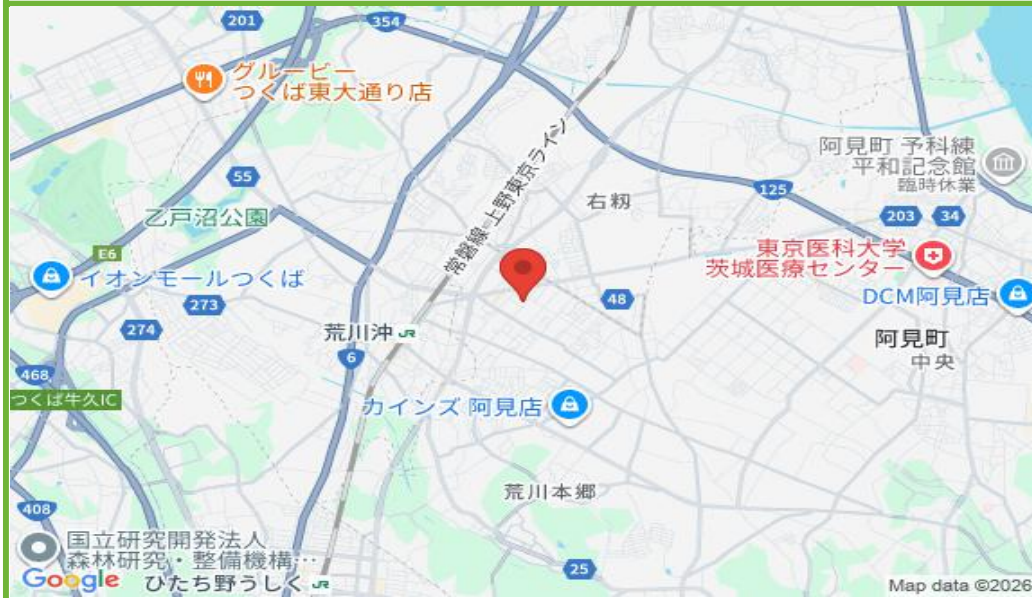 201
354
グルービー
つくば東大通り店
常磐線·上野東京ライン
阿見町 予科練
平和記念館
臨時休業
55
125
右籾
乙戸沼公園
203
34
E6
東京医科大学
茨城医療センター
イオンモールつくば
DCM阿見店
273
48
274
荒川沖 JR
阿見町
中央
6
468
つくば牛久IC
カインズ 阿見店
荒川本郷
408
国立研究開発法人
森林研究・整備機構…
25
Google
ひたち野うしく JR
Map data ©2026